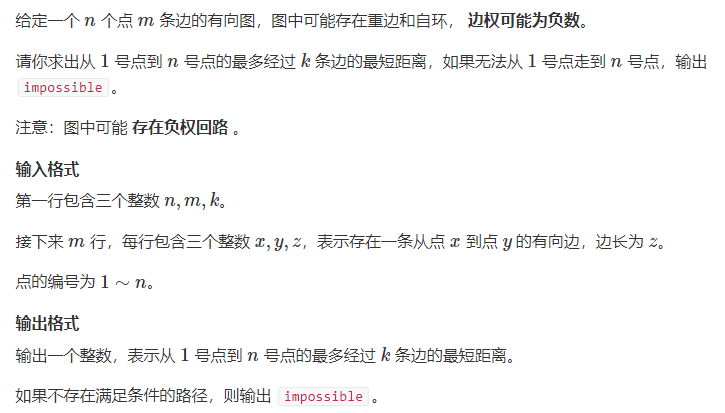 给定一个 n 个点 m 条边的有向图，图中可能存在重边和自环， 边权可能为负数。
请你求出从 1 号点到 n 号点的最多经过 k 条边的最短距离，如果无法从 1 号点走到 n 号点，输出
impossible 。
注意：图中可能 存在负权回路 。
输入格式
第一行包含三个整数 n, m, k。
接下来 m 行，每行包含三个整数 x, y, z，表示存在一条从点 x 到点 y 的有向边，边长为 z。
点的编号为 1 ∼ n。
输出格式
输出一个整数，表示从 1 号点到 n 号点的最多经过 k 条边的最短距离。
如果不存在满足条件的路径，则输出 impossible 。